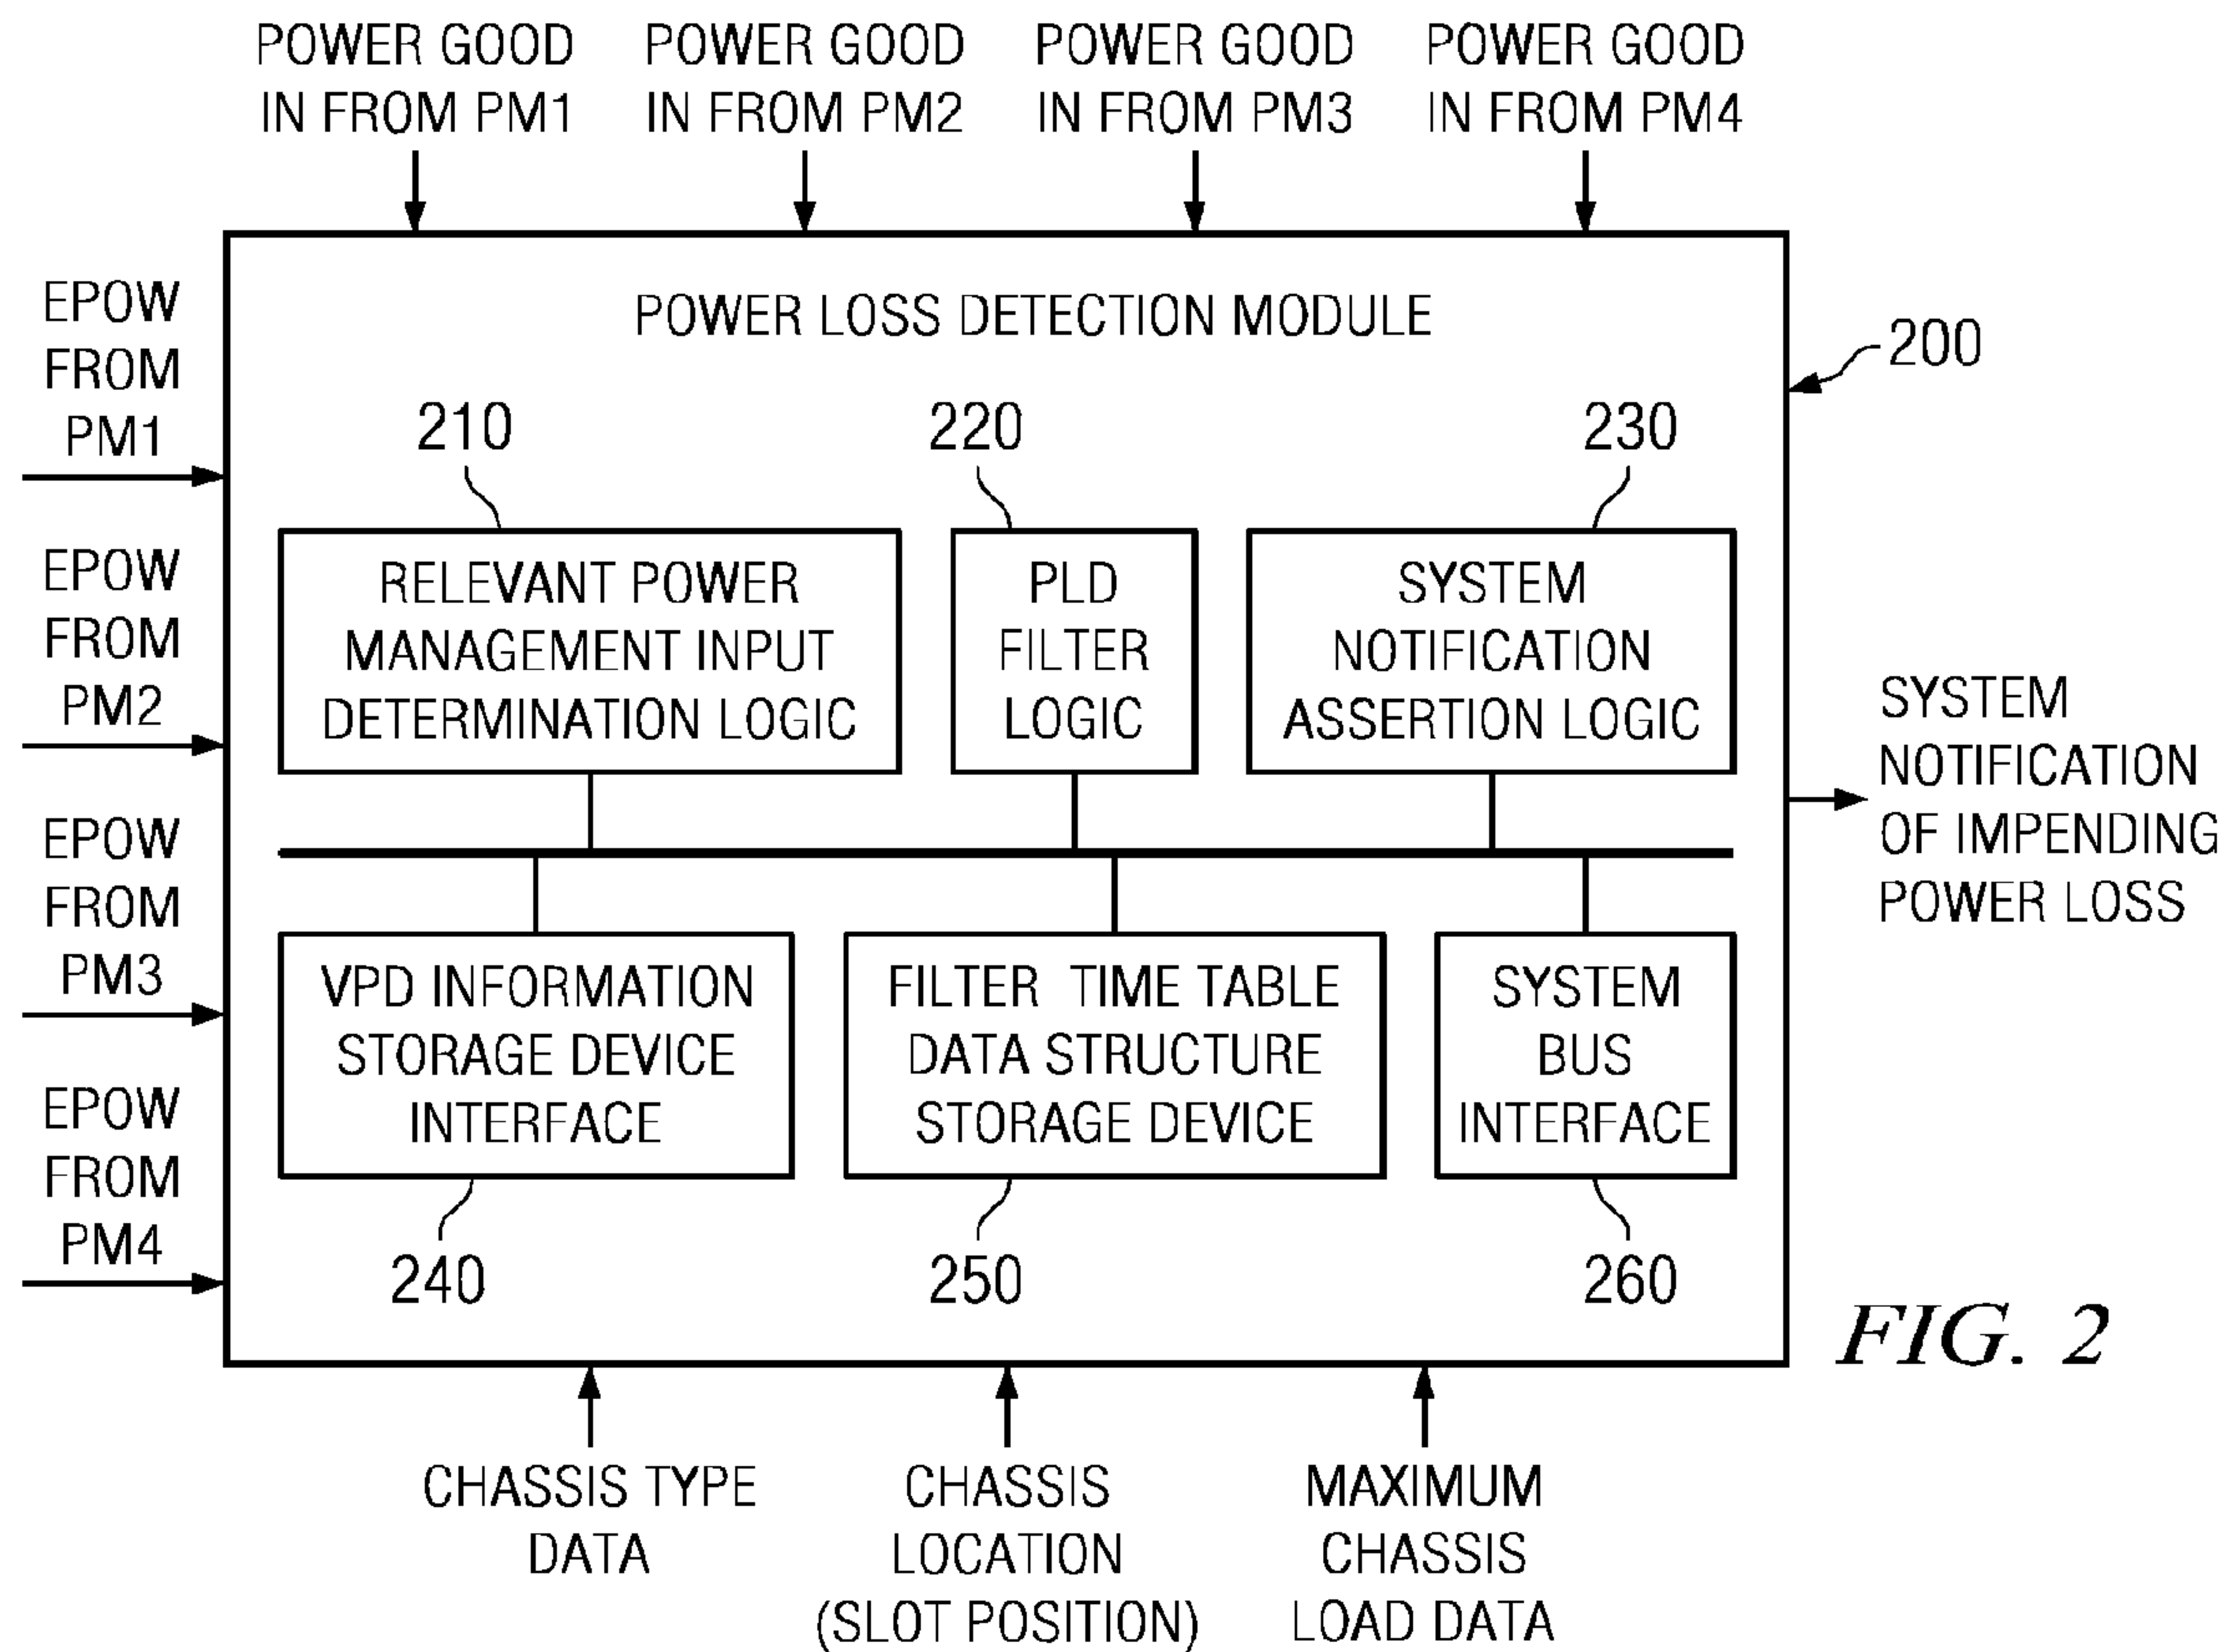 POWER GOOD
IN FROM PM1
POWER GOOD
IN FROM PM2
POWER GOOD
IN FROM PM3
POWER GOOD
IN FROM PM4
EPOW
FROM
PM1
EPOW
FROM
PM2
EPOW
FROM
PM3
EPOW
FROM
PM4
POWER LOSS DETECTION MODULE
200
210
RELEVANT POWER
MANAGEMENT INPUT
DETERMINATION LOGIC
220
PLD
FILTER
LOGIC
230
SYSTEM
NOTIFICATION
ASSERTION LOGIC
VPD INFORMATION
STORAGE DEVICE
INTERFACE
240
FILTER TIME TABLE
DATA STRUCTURE
STORAGE DEVICE
250
SYSTEM
BUS
INTERFACE
260
SYSTEM
NOTIFICATION
OF IMPENDING
POWER LOSS
CHASSIS TYPE
DATA
CHASSIS
LOCATION
(SLOT POSITION)
MAXIMUM
CHASSIS
LOAD DATA
FIG. 2